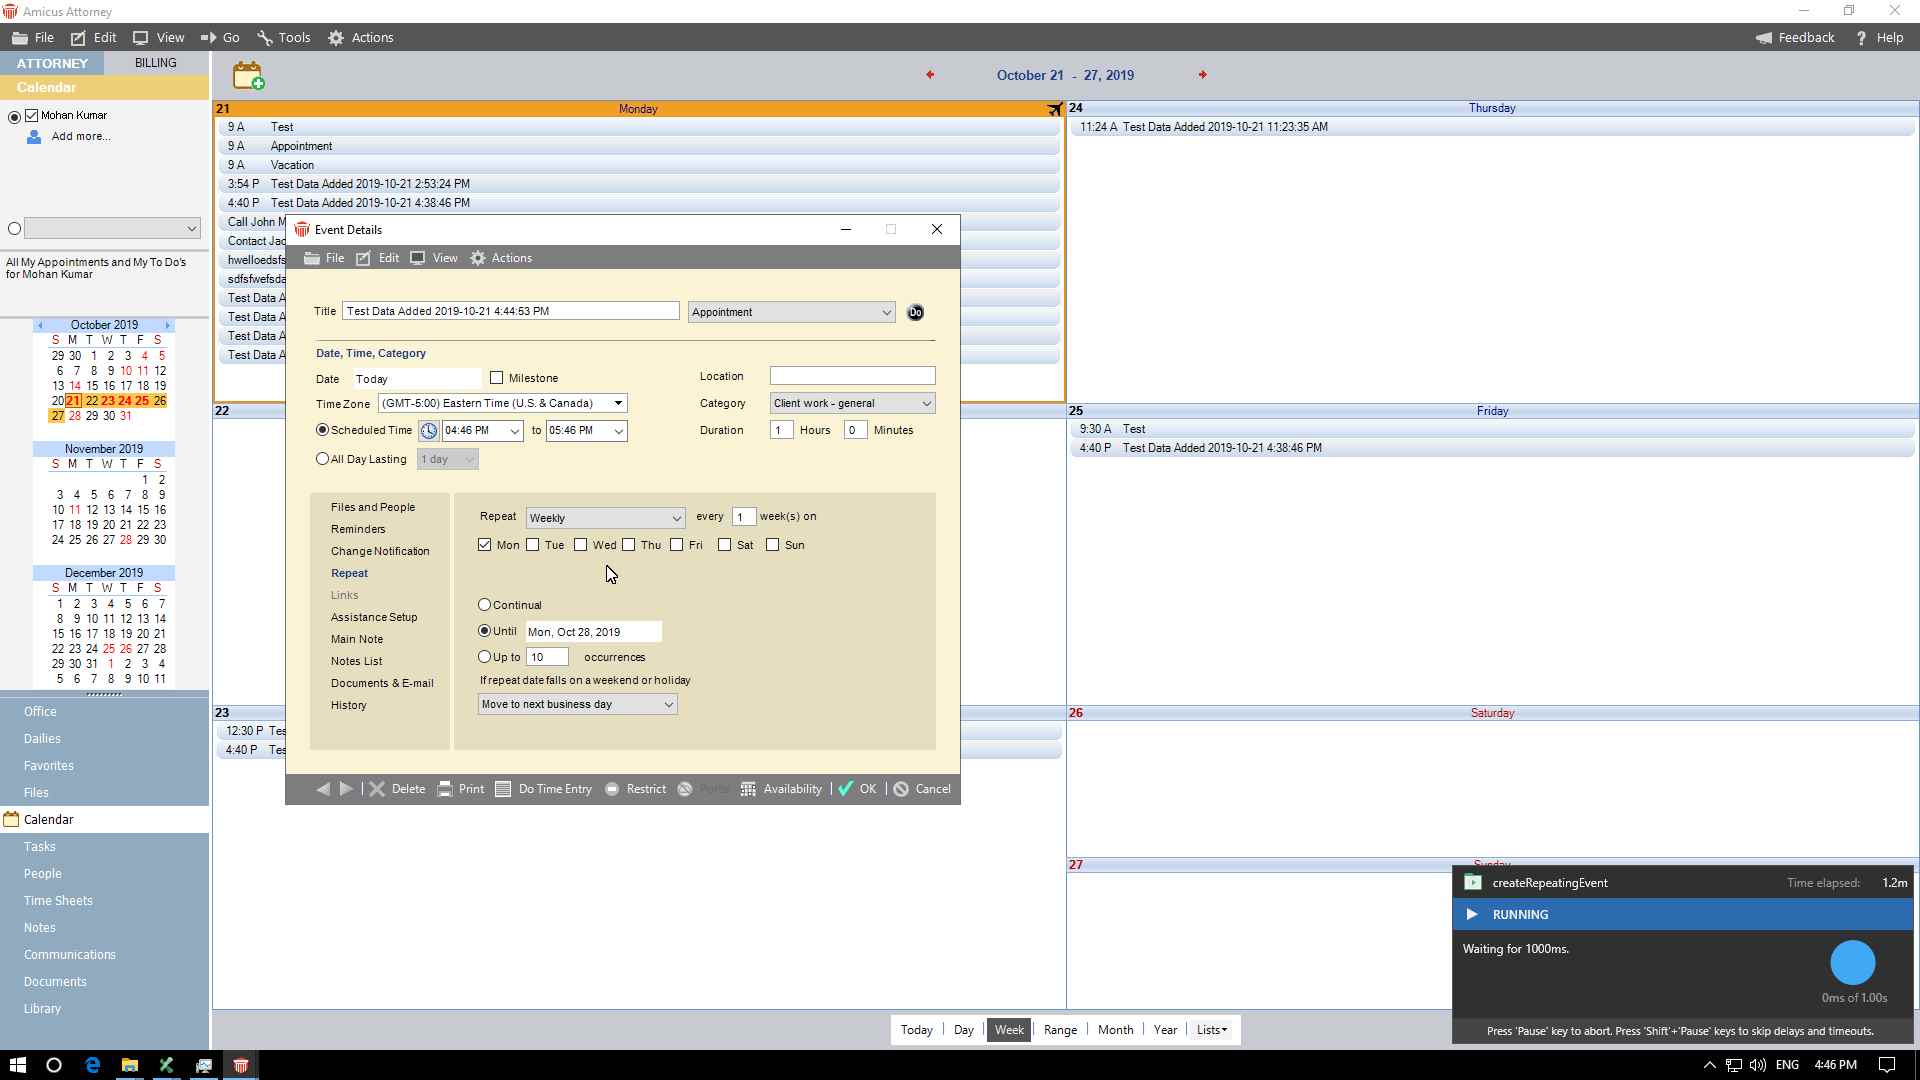 Amicus Attorney
File Edit View Go Tools Actions Feedback Help
ATTORNEY BILLING
Calendar
Mohan Kumar
Add more...
All My Appointments and My To Do's
for Mohan Kumar
October 2019
S M T W T F S
29 30 1 2 3 4 5
6 7 8 9 10 11 12
13 14 15 16 17 18 19
20 21 22 23 24 25 26
27 28 29 30 31
November 2019
S M T W T F S
1 2
3 4 5 6 7 8 9
10 11 12 13 14 15 16
17 18 19 20 21 22 23
24 25 26 27 28 29 30
December 2019
S M T W T F S
1 2 3 4 5 6 7
8 9 10 11 12 13 14
15 16 17 18 19 20 21
22 23 24 25 26 27 28
29 30 31 1 2 3 4
5 6 7 8 9 10 11
Office
Dailies
Favorites
Files
Calendar
Tasks
People
Time Sheets
Notes
Communications
Documents
Library
October 21 - 27, 2019
21 Monday
9 A Test
9 A Appointment
9 A Vacation
3:54 P Test Data Added 2019-10-21 2:53:24 PM
4:40 P Test Data Added 2019-10-21 4:38:46 PM
Call John M
Contact Jac
hwelloedsfs
sdfsfwefsda
Test Data A
Test Data A
Test Data A
Test Data A
22
23
12:30 P Tes
4:40 P Tes
24 Thursday
11:24 A Test Data Added 2019-10-21 11:23:35 AM
25 Friday
9:30 A Test
4:40 P Test Data Added 2019-10-21 4:38:46 PM
26 Saturday
27 Sunday
Event Details
File Edit View Actions
Title Test Data Added 2019-10-21 4:44:53 PM Appointment Do
Date, Time, Category
Date Today Milestone Location
Time Zone (GMT-5:00) Eastern Time (U.S. & Canada) Category Client work - general
Scheduled Time 04:46 PM to 05:46 PM Duration 1 Hours 0 Minutes
All Day Lasting 1 day
Files and People
Reminders
Change Notification
Repeat
Links
Assistance Setup
Main Note
Notes List
Documents & E-mail
History
Repeat Weekly every 1 week(s) on
Mon Tue Wed Thu Fri Sat Sun
Continual
Until Mon, Oct 28, 2019
Up to 10 occurrences
If repeat date falls on a weekend or holiday
Move to next business day
Delete Print Do Time Entry Restrict Availability OK Cancel
createRepeatingEvent Time elapsed: 1.2m
RUNNING
Waiting for 1000ms.
0ms of 1.00s
Press 'Pause' key to abort. Press 'Shift'+'Pause' keys to skip delays and timeouts.
Today Day Week Range Month Year Lists
ENG 4:46 PM